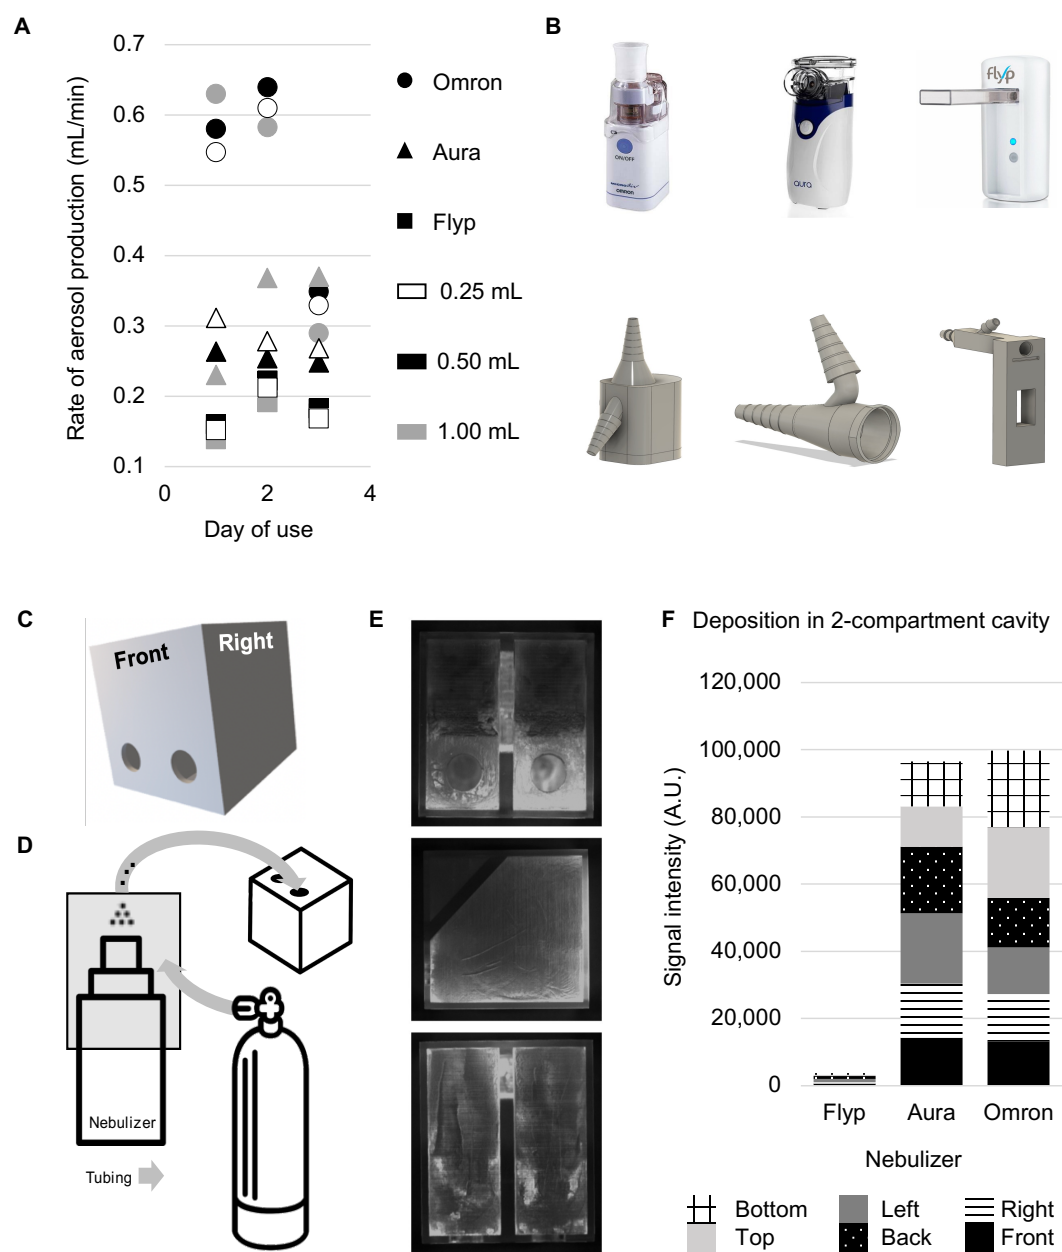 A
0.7
0.6
0.5
0.4
0.3
0.2
0.1
0
2
4
Rate of aerosol production (mL/min)
Day of use
Omron
Aura
Flyp
0.25 mL
0.50 mL
1.00 mL
B
ON/OFF
omron
aura
flyp
C
Front
Right
D
Nebulizer
Tubing
E
F Deposition in 2-compartment cavity
120,000
100,000
80,000
60,000
40,000
20,000
0
Signal intensity (A.U.)
Flyp Aura Omron
Nebulizer
Bottom Left Right
Top Back Front